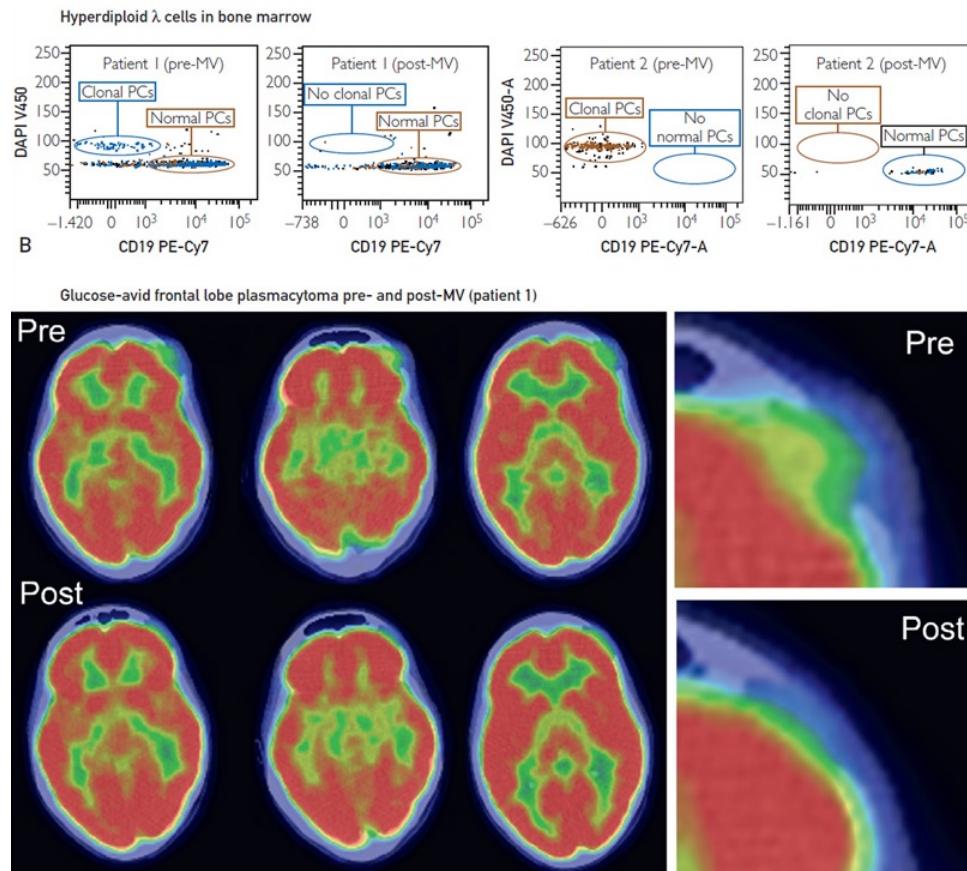 Hyperdiploid λ cells in bone marrow
DAPI V450
250
200
150
100
50
Patient 1 (pre-MV)
Clonal PCs
Normal PCs
–1.420 0 10³ 10⁴ 10⁵
CD19 PE-Cy7
250
200
150
100
50
Patient 1 (post-MV)
No clonal PCs
Normal PCs
–738 0 10³ 10⁴ 10⁵
CD19 PE-Cy7
DAPI V450-A
250
200
150
100
50
Patient 2 (pre-MV)
Clonal PCs
No
normal PCs
–626 0 10³ 10⁴ 10⁵
CD19 PE-Cy7-A
250
200
150
100
50
Patient 2 (post-MV)
No
clonal PCs
Normal PCs
–1.161 0 10³ 10⁴ 10⁵
CD19 PE-Cy7-A
B
Glucose-avid frontal lobe plasmacytoma pre- and post-MV (patient 1)
Pre
Pre
Post
Post